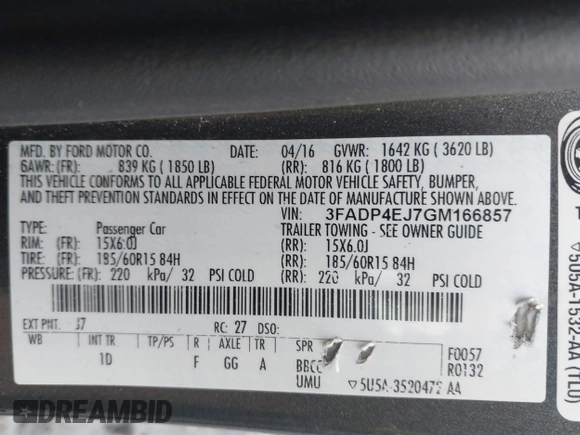 MFD. BY FORD MOTOR CO. DATE: 04/16 GVWR: 1642 KG ( 3620 LB)
GAWR: (FR): 839 KG ( 1850 LB) (RR): 816 KG ( 1800 LB)
THIS VEHICLE CONFORMS TO ALL APPLICABLE FEDERAL MOTOR VEHICLE SAFETY, BUMPER,
AND THEFT PREVENTION STANDARDS IN EFFECT ON THE DATE OF MANUFACTURE SHOWN ABOVE.
VIN: 3FADP4EJ7GM166857
TYPE: Passenger Car TRAILER TOWING - SEE OWNER GUIDE
RIM: (FR): 15X6.0J (RR): 15X6.0J
TIRE: (FR): 185/60R15 84H (RR): 185/60R15 84H
PRESSURE: (FR): 220 kPa/ 32 PSI COLD (RR): 220 kPa/ 32 PSI COLD
EXT PNT: J7 RC: 27 DSO:
WB INT TR TP/PS R AXLE TR SPR F0057
1D F GG A BBCC R0132
UMU ▽5U5A-3520472-AA
▽5U5A-1532-AA (TLU)
DREAMBID